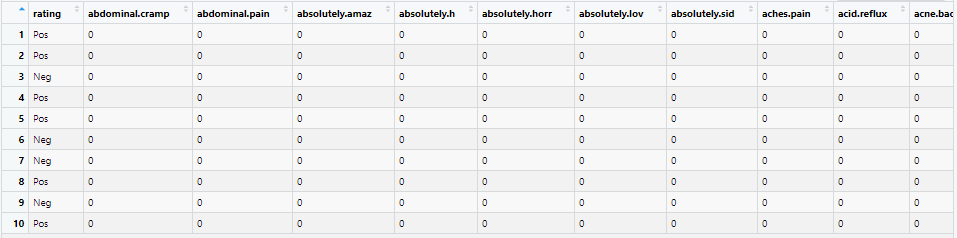 rating abdominal.cramp abdominal.pain absolutely.amaz absolutely.h absolutely.horr absolutely.lov absolutely.sid aches.pain acid.reflux acne.bac
1 Pos 0 0 0 0 0 0 0 0 0 0
2 Pos 0 0 0 0 0 0 0 0 0 0
3 Neg 0 0 0 0 0 0 0 0 0 0
4 Pos 0 0 0 0 0 0 0 0 0 0
5 Pos 0 0 0 0 0 0 0 0 0 0
6 Neg 0 0 0 0 0 0 0 0 0 0
7 Neg 0 0 0 0 0 0 0 0 0 0
8 Pos 0 0 0 0 0 0 0 0 0 0
9 Neg 0 0 0 0 0 0 0 0 0 0
10 Pos 0 0 0 0 0 0 0 0 0 0